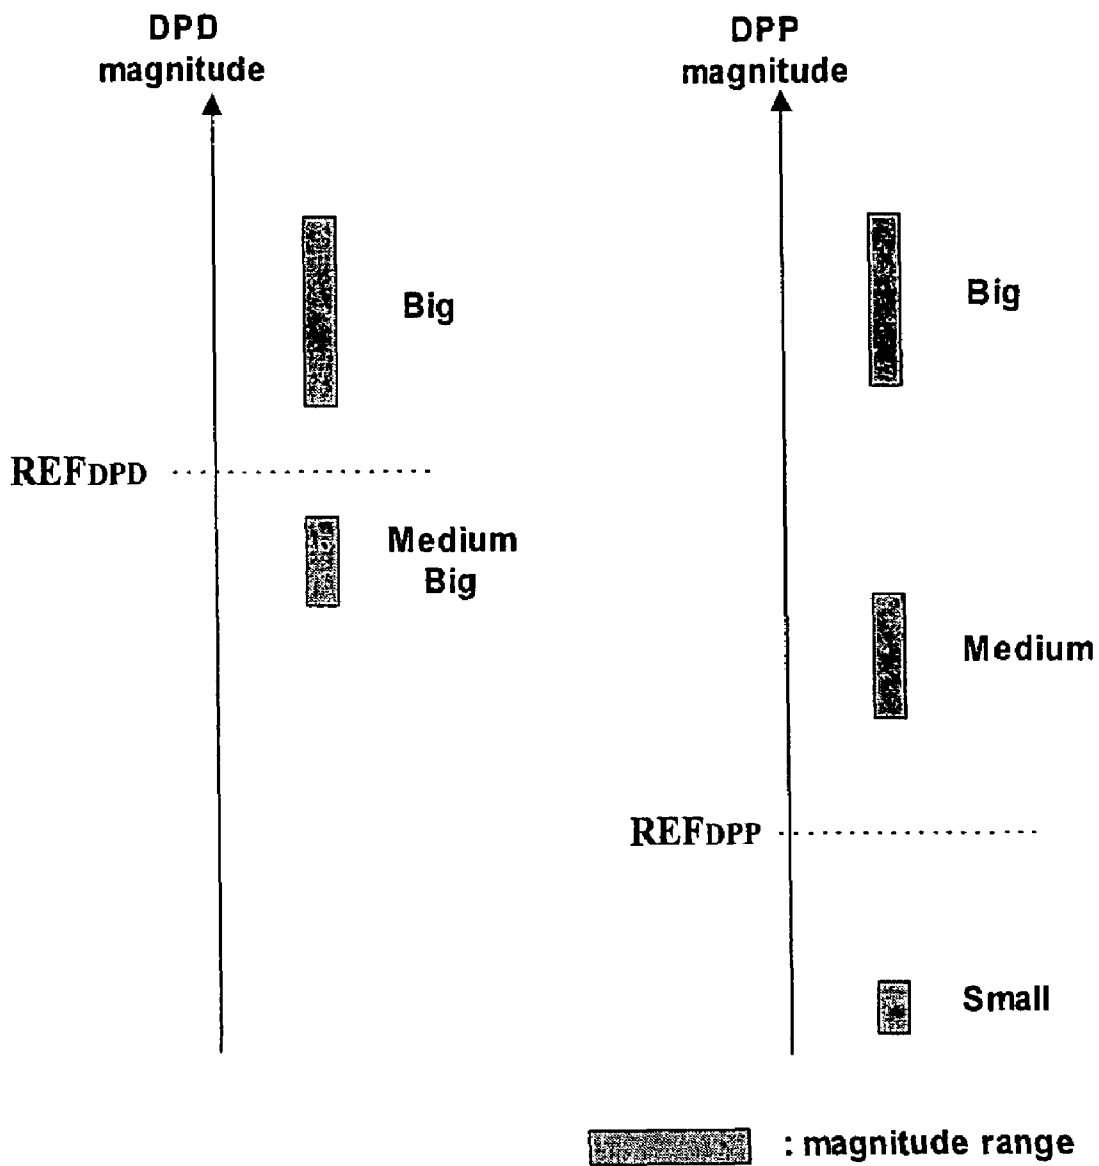 DPD
magnitude
DPP
magnitude
Big
Big
REFDPD
Medium
Big
Medium
REFDPP
Small
: magnitude range